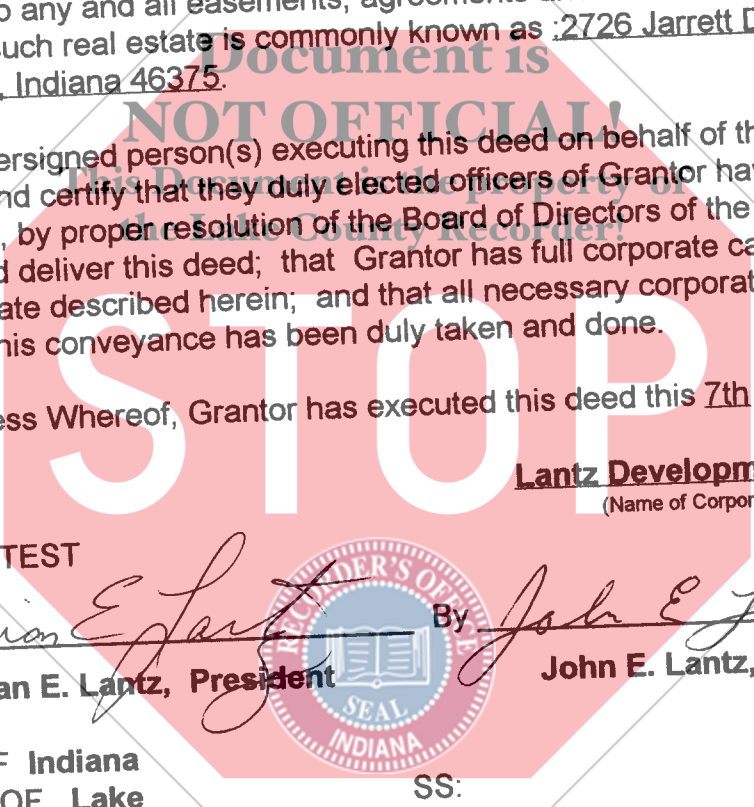 o any and all easements, agreements
such real estate is commonly known as :2726 Jarrett D
, Indiana 46375.
Document is
NOT OFFICIAL!
This Document is the property of
the Lake County Recorder!
ersigned person(s) executing this deed on behalf of th
nd certify that they duly elected officers of Grantor ha
, by proper resolution of the Board of Directors of the
d deliver this deed; that Grantor has full corporate ca
ate described herein; and that all necessary corporat
his conveyance has been duly taken and done.
ess Whereof, Grantor has executed this deed this 7th
STOP
Lantz Developm
(Name of Corpor
TEST
ion E Lantz
By John E L
an E. Lantz, President
John E. Lantz,
RECORDER'S OFFICE
SEAL
INDIANA
F Indiana
OF Lake
SS: